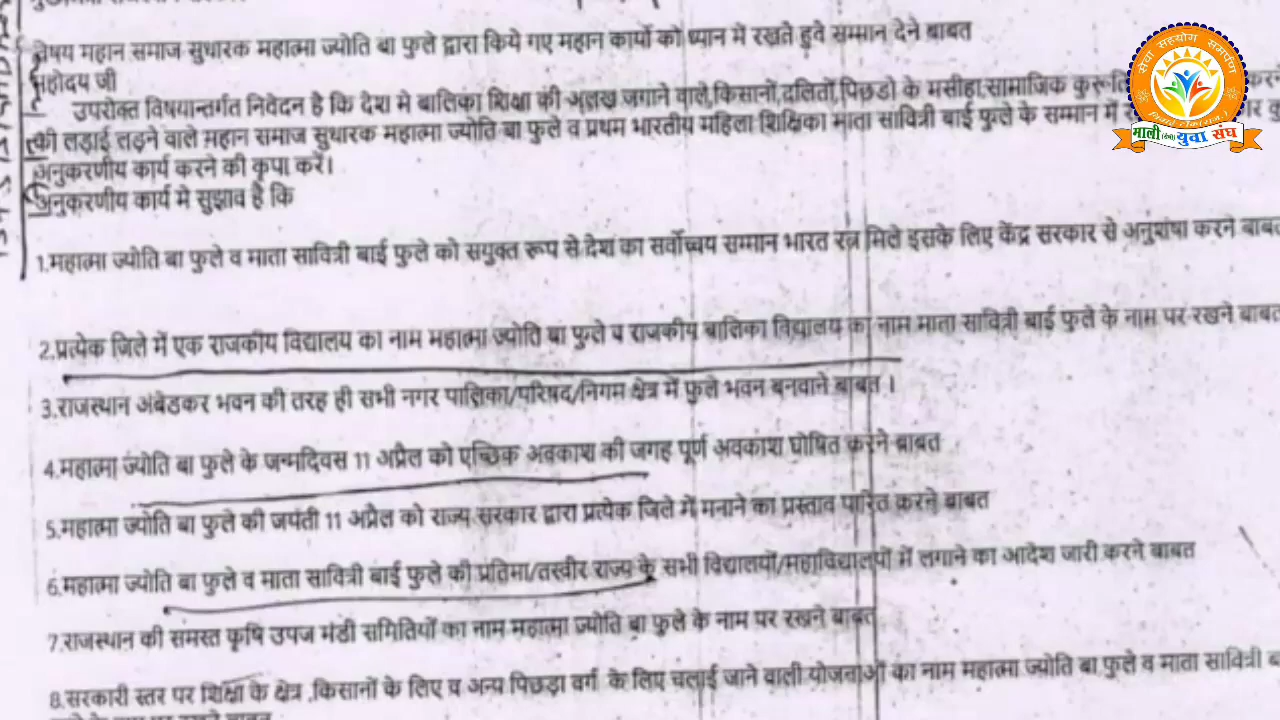 विषय महान समाज सुधारक महात्मा ज्योति बा फुले द्वारा किये गए महान कार्यो को ध्यान में रखते हुवे सम्मान देने बाबत
महोदय जी
उपरोक्त विषयान्तर्गत निवेदन है कि देश मे बालिका शिक्षा की अलख जगाने वाले,किसानों,दलितों,पिछडो के मसीहा,सामाजिक
की लड़ाई लड़ने वाले महान समाज सुधारक महात्मा ज्योति बा फुले व प्रथम भारतीय महिला शिक्षिका माता सावित्री बाई फुले के सम्मान में
अनुकरणीय कार्य करने की कृपा करें।
अनुकरणीय कार्य मे सुझाव है कि
1.महात्मा ज्योति बा फुले व माता सावित्री बाई फुले को सयुक्त रूप से देश का सर्वोच्चय सम्मान भारत रत्न मिले इसके लिए केंद्र सरकार से अनुशंषा करने बाबत
2.प्रत्येक जिले में एक राजकीय विद्यालय का नाम महात्मा ज्योति बा फुले व राजकीय बालिका विद्यालय का नाम माता सावित्री बाई फुले के नाम पर रखने बाबत
3.राजस्थान अंबेडकर भवन की तरह ही सभी नगर पालिका/परिषद/निगम क्षेत्र में फुले भवन बनवाने बाबत ।
4.महात्मा ज्योति बा फुले के जन्मदिवस 11 अप्रैल को एच्छिक अवकाश की जगह पूर्ण अवकाश घोषित करने बाबत
5.महात्मा ज्योति बा फुले की जयंती 11 अप्रैल को राज्य सरकार द्वारा प्रत्येक जिले में मनाने का प्रस्ताव पारित करने बाबत
6.महात्मा ज्योति बा फुले व माता सावित्री बाई फुले की प्रतिमा/तस्वीर राज्य के सभी विद्यालयों/महाविद्यालयों में लगाने का आदेश जारी करने बाबत
7.राजस्थान की समस्त कृषि उपज मंडी समितियों का नाम महात्मा ज्योति बा फुले के नाम पर रखने बाबत
8.सरकारी स्तर पर शिक्षा के क्षेत्र ,किसानों के लिए व अन्य पिछड़ा वर्ग के लिए चलाई जाने वाली योजनाओं का नाम महात्मा ज्योति बा फुले व माता सावित्री
सेवा सहयोग समर्पण
माली (सैनी) युवा संघ